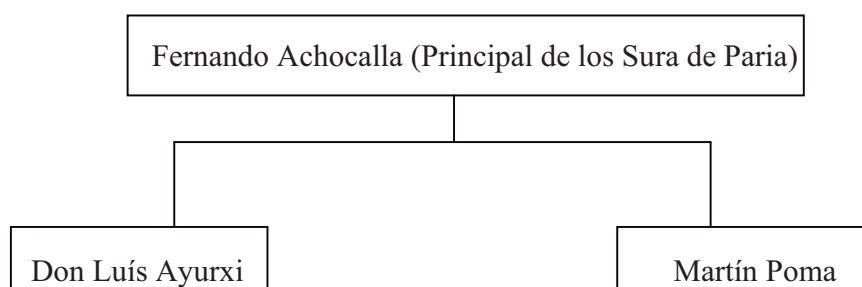 Fernando Achocalla (Principal de los Sura de Paria)
Don Luís Ayurxi
Martín Poma